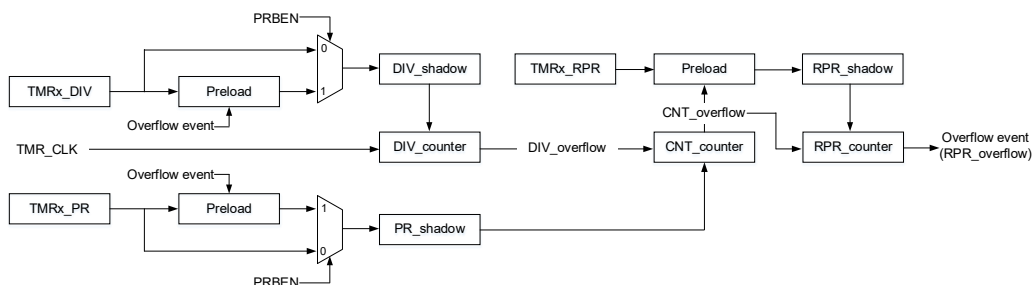 PRBEN
0
DIV_shadow
TMRx_RPR
Preload
RPR_shadow
TMRx_DIV
Preload
1
Overflow event
CNT_overflow
TMR_CLK
DIV_counter
DIV_overflow
CNT_counter
RPR_counter
Overflow event
(RPR_overflow)
Overflow event
TMRx_PR
Preload
1
PR_shadow
0
PRBEN